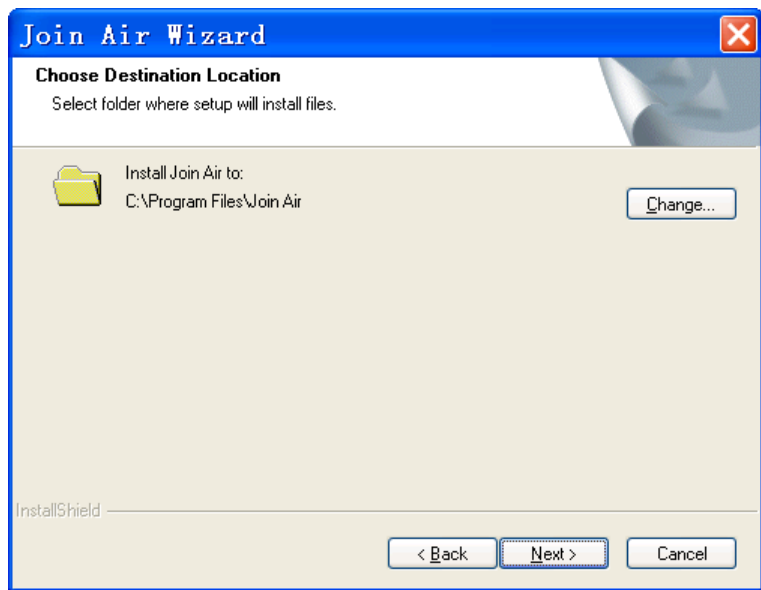 Join Air Wizard
Choose Destination Location
Select folder where setup will install files.
Install Join Air to:
C:\Program Files\Join Air
Change...
InstallShield
< Back
Next >
Cancel